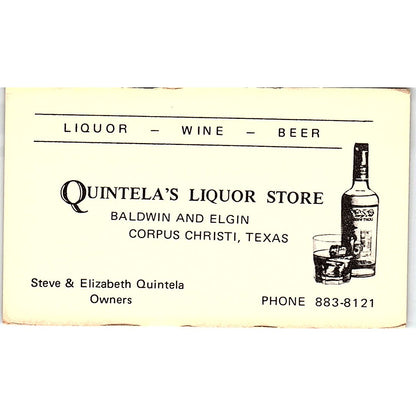 LIQUOR – WINE – BEER
QUINTELA'S LIQUOR STORE
BALDWIN AND ELGIN
CORPUS CHRISTI, TEXAS
Steve & Elizabeth Quintela
Owners
PHONE 883-8121